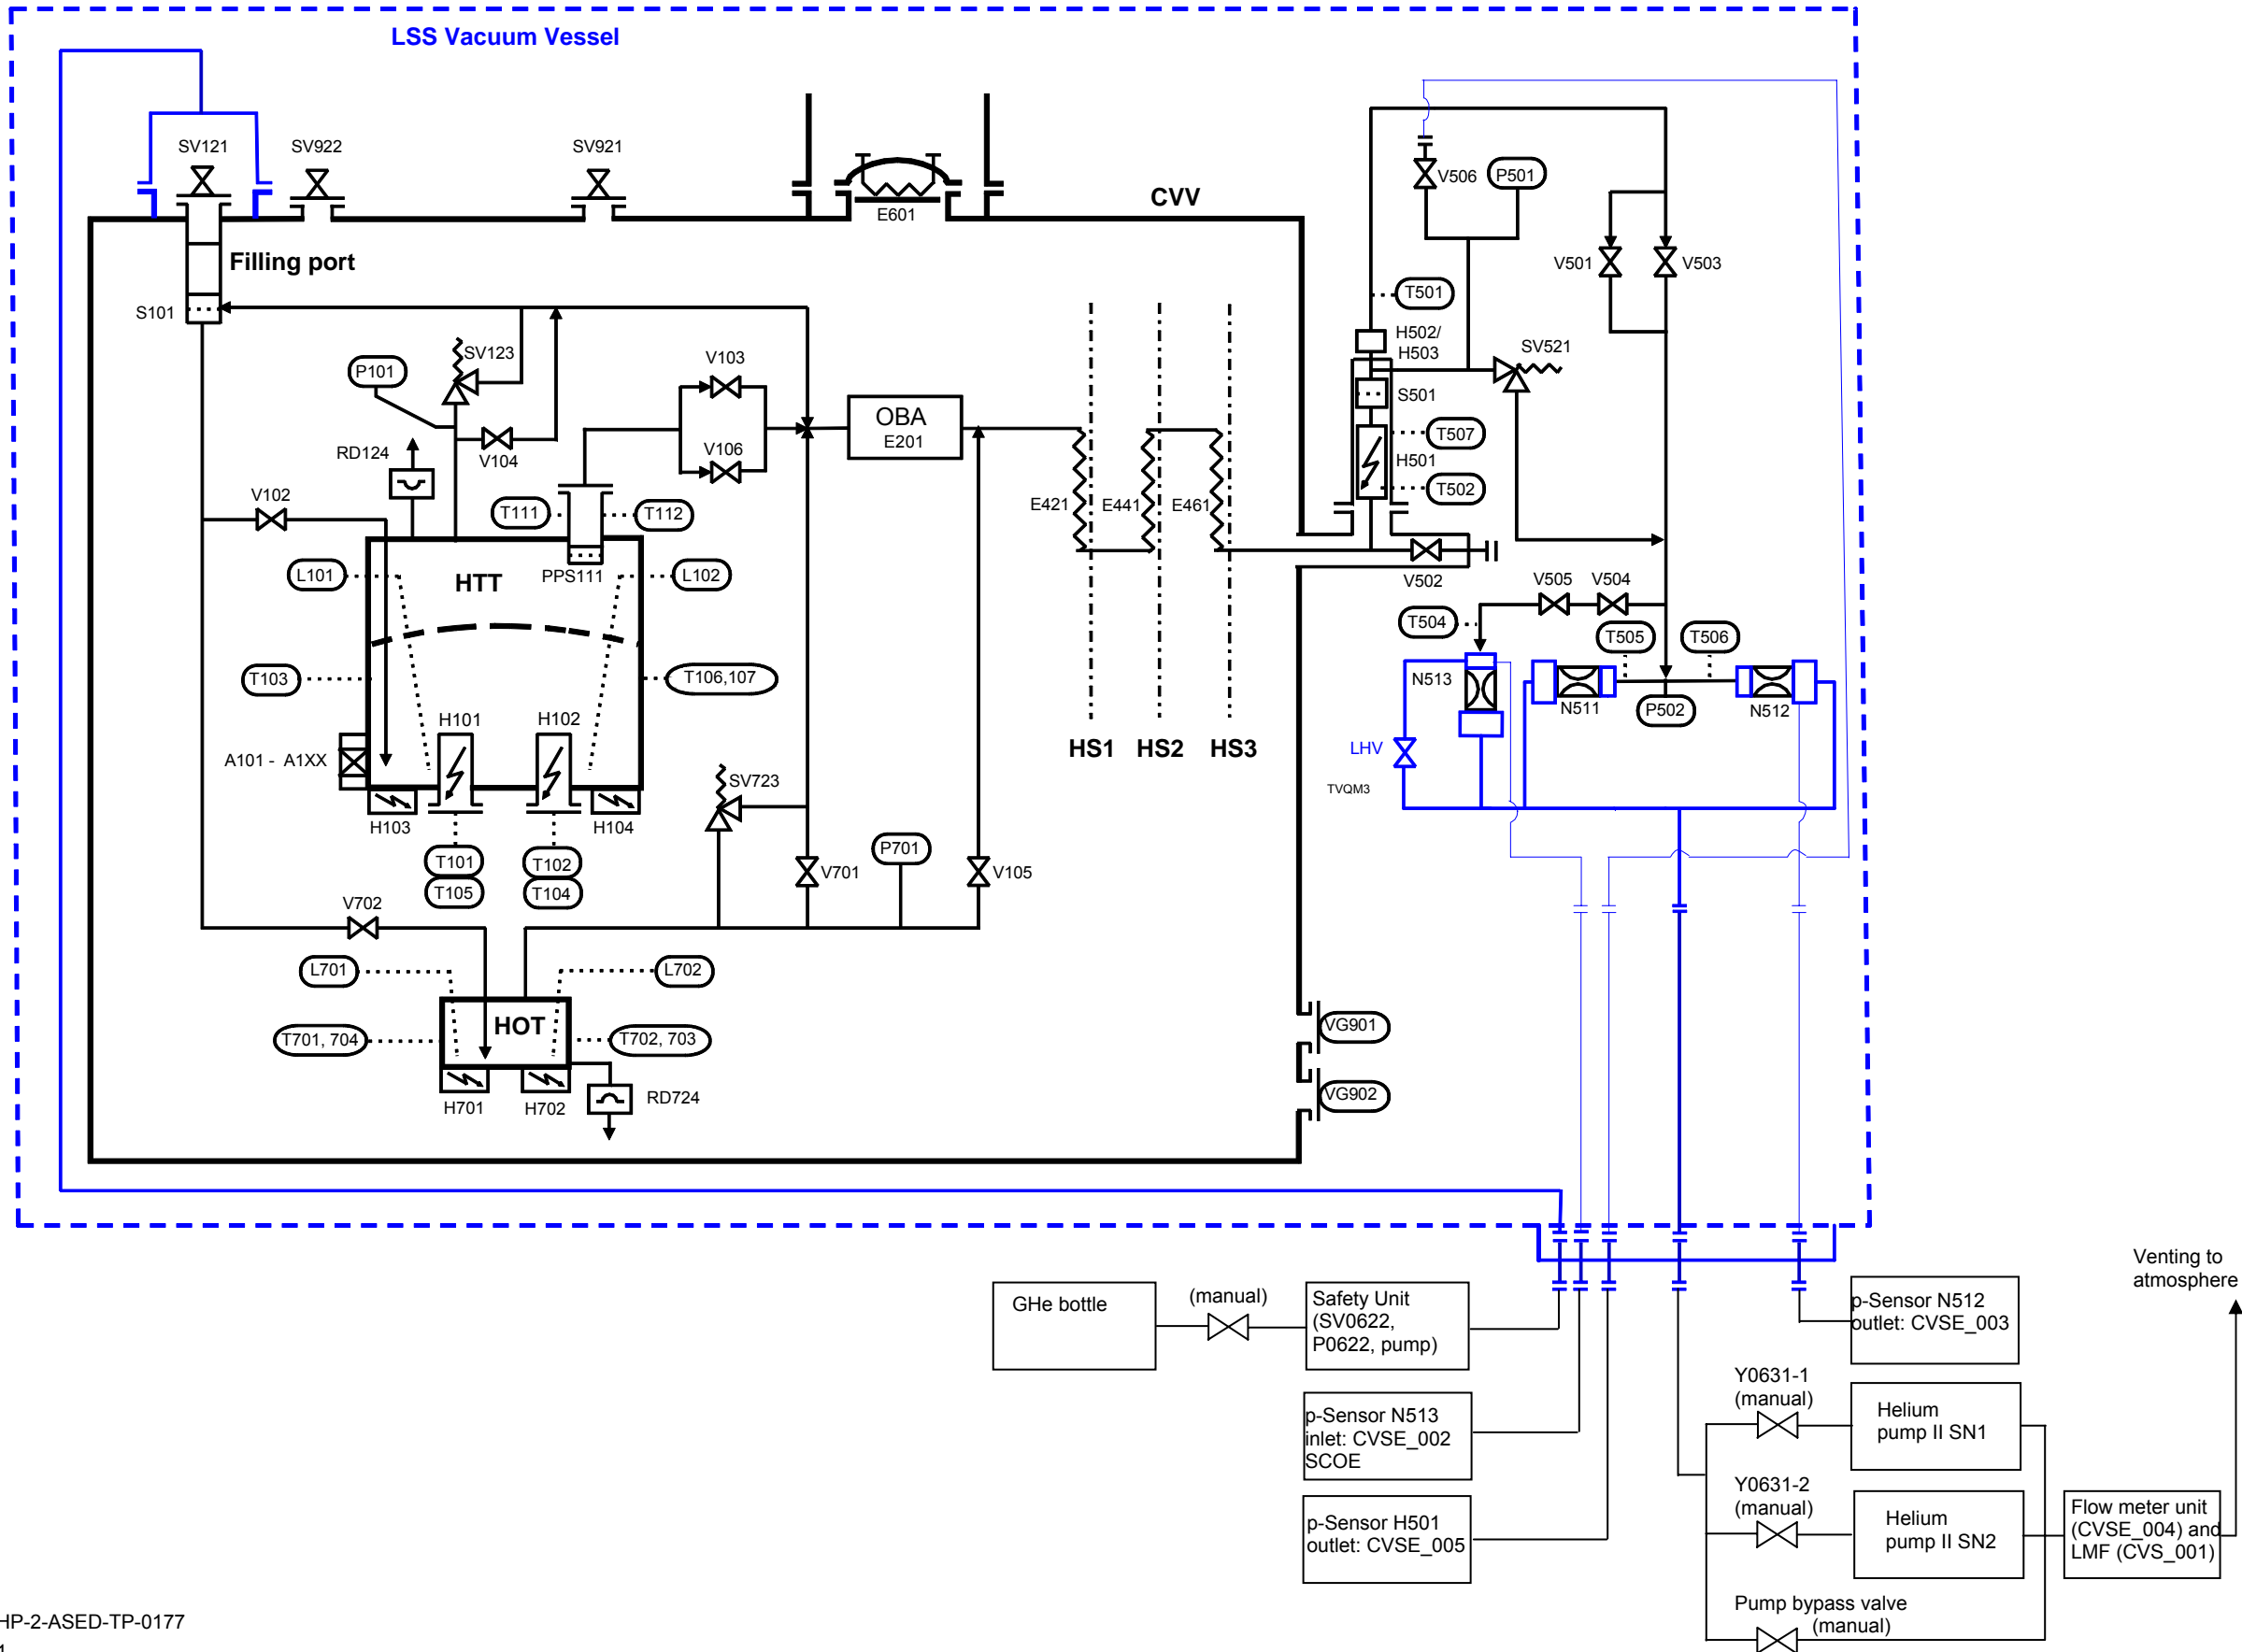 LSS Vacuum Vessel
SV121
SV922
SV921
E601
CVV
V506
P501
V501
V503
Filling port
S101
T501
H502/
H503
SV521
SV123
P101
V103
V104
RD124
V106
OBA
E201
S501
T507
H501
T502
V102
T111
T112
E421
E441
E461
PPS111
L101
HTT
L102
V502
V505
V504
T504
T505
T506
T103
T106,107
N513
N511
P502
N512
H101
H102
A101 - A1XX
HS1
HS2
HS3
LHV
TVQM3
SV723
H103
H104
T101
T102
T105
T104
P701
V701
V105
V702
L701
L702
HOT
T701, 704
T702, 703
VG901
VG902
H701
H702
RD724
Venting to
atmosphere
GHe bottle
(manual)
Safety Unit
(SV0622,
P0622, pump)
p-Sensor N512
outlet: CVSE_003
p-Sensor N513
inlet: CVSE_002
SCOE
Y0631-1
(manual)
Helium
pump II SN1
Y0631-2
(manual)
Helium
pump II SN2
Flow meter unit
(CVSE_004) and
LMF (CVS_001)
p-Sensor H501
outlet: CVSE_005
Pump bypass valve
(manual)
HP-2-ASED-TP-0177